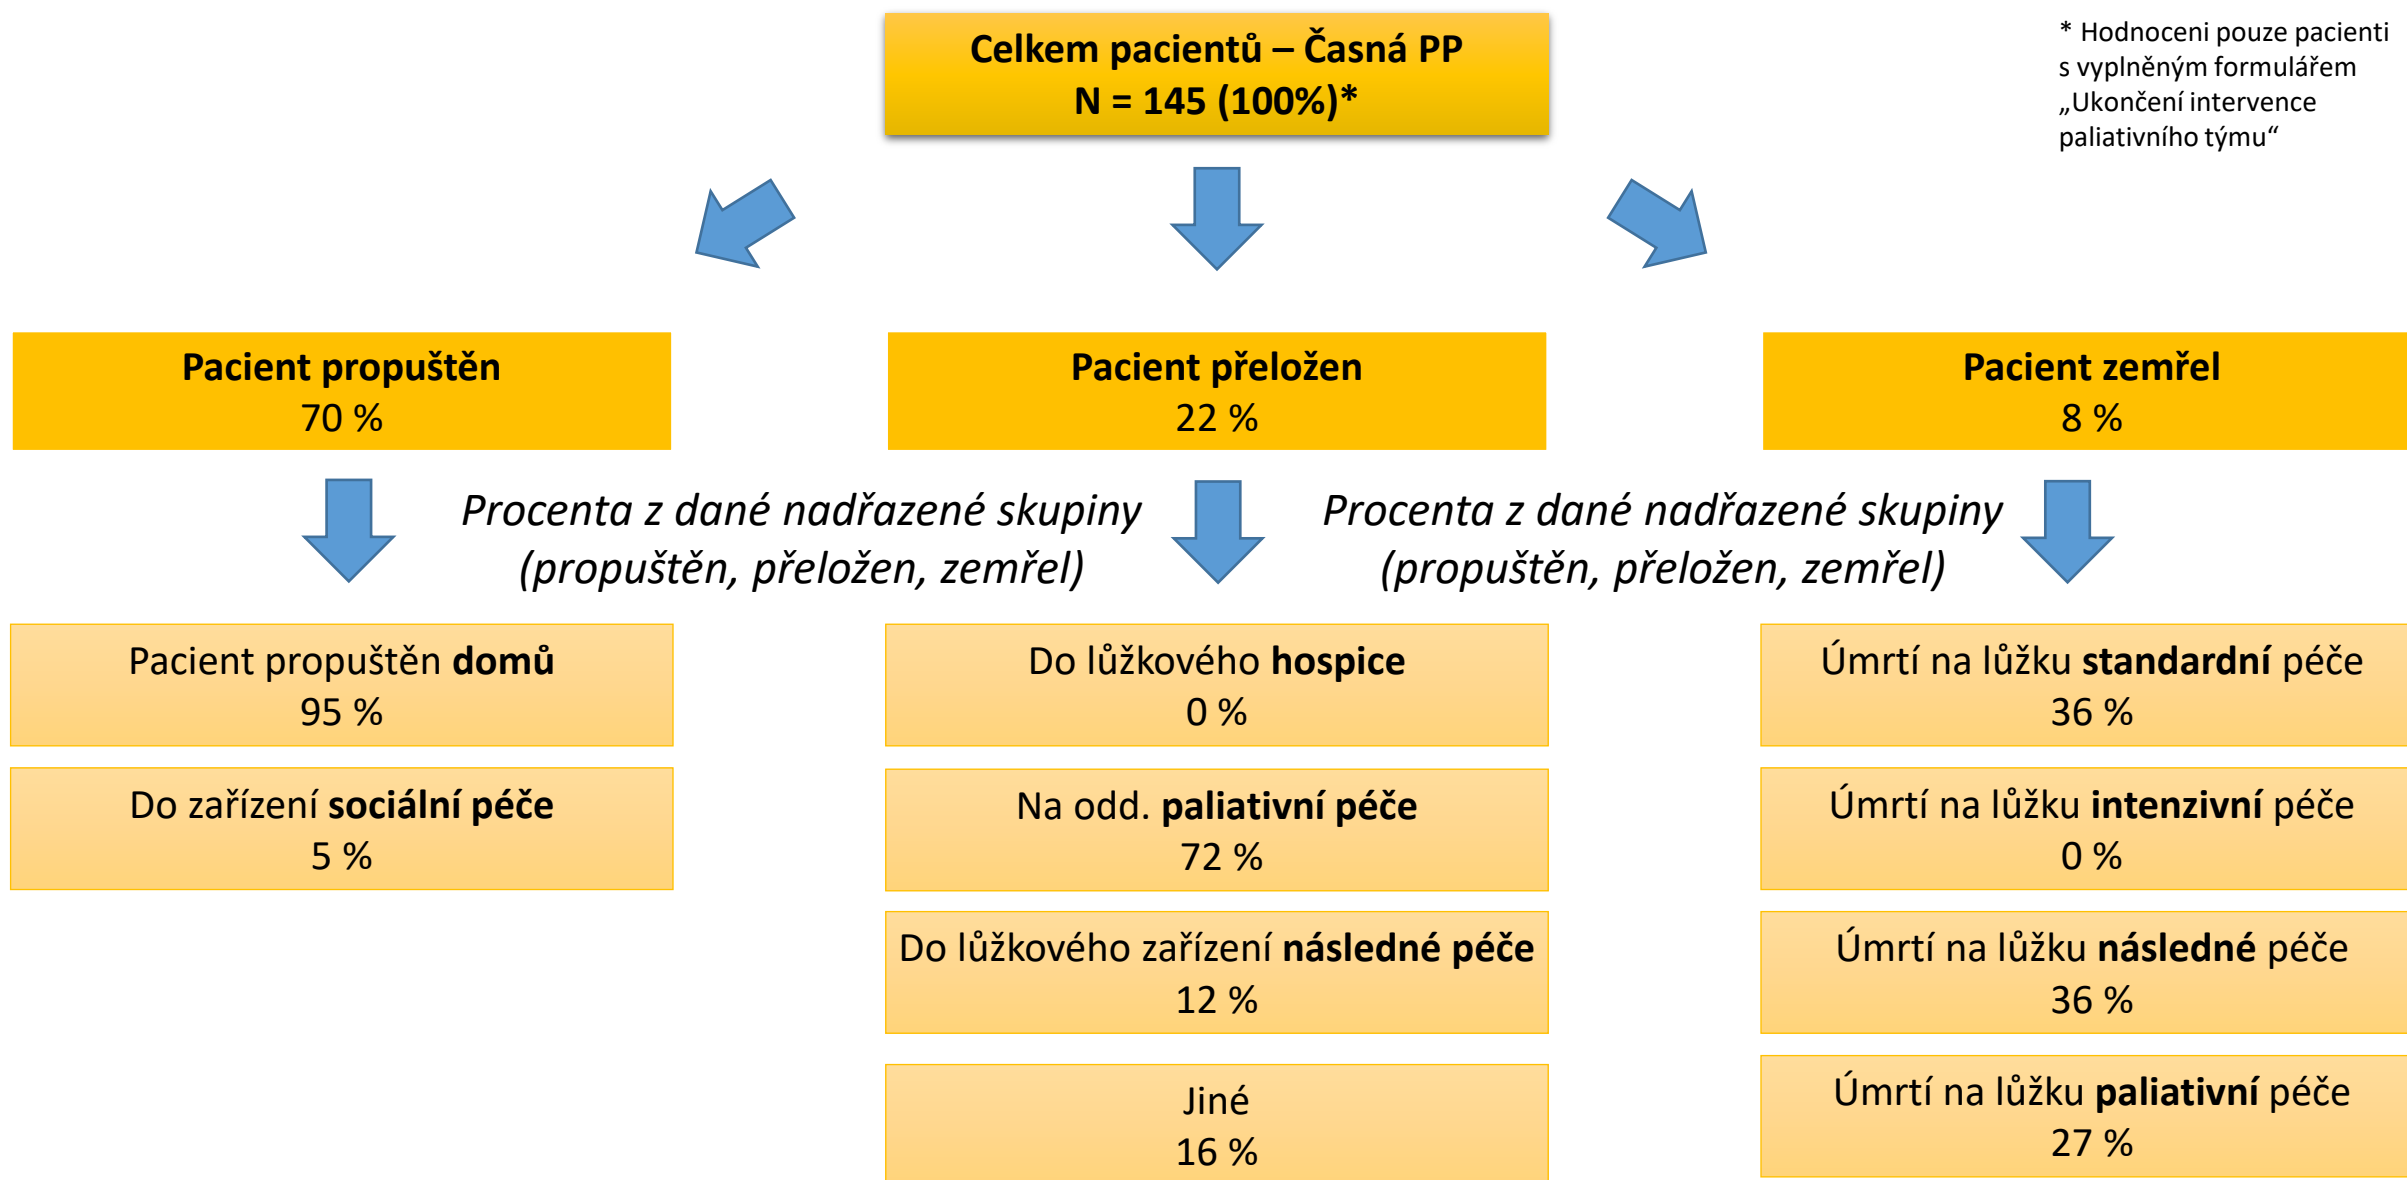 Celkem pacientů – Časná PP
N = 145 (100%)*
* Hodnoceni pouze pacienti
s vyplněným formulářem
„Ukončení intervence
paliativního týmu“
Pacient propuštěn
70 %
Pacient přeložen
22 %
Pacient zemřel
8 %
Procenta z dané nadřazené skupiny
(propuštěn, přeložen, zemřel)
Procenta z dané nadřazené skupiny
(propuštěn, přeložen, zemřel)
Pacient propuštěn domů
95 %
Do zařízení sociální péče
5 %
Do lůžkového hospice
0 %
Na odd. paliativní péče
72 %
Do lůžkového zařízení následné péče
12 %
Jiné
16 %
Úmrtí na lůžku standardní péče
36 %
Úmrtí na lůžku intenzivní péče
0 %
Úmrtí na lůžku následné péče
36 %
Úmrtí na lůžku paliativní péče
27 %